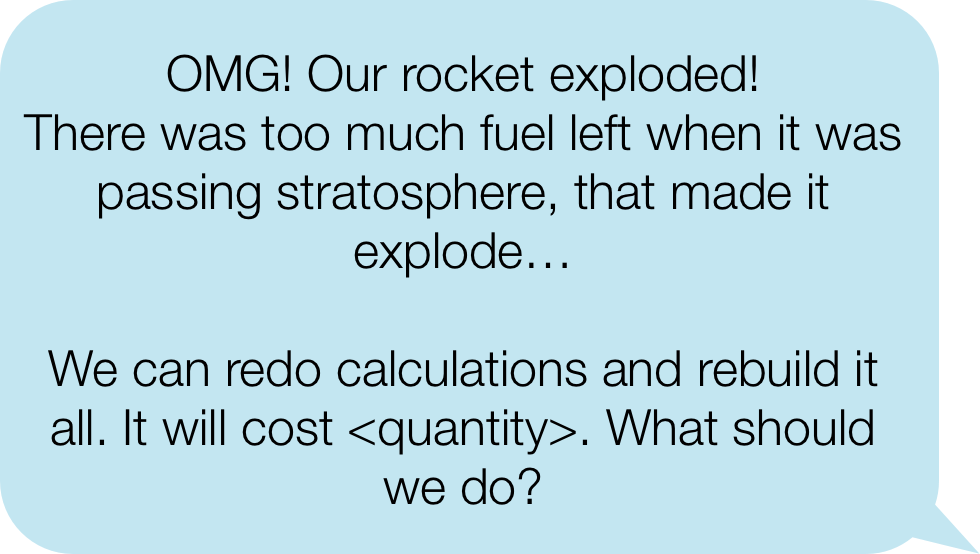 OMG! Our rocket exploded!
There was too much fuel left when it was
passing stratosphere, that made it
explode…
We can redo calculations and rebuild it
all. It will cost <quantity>. What should
we do?